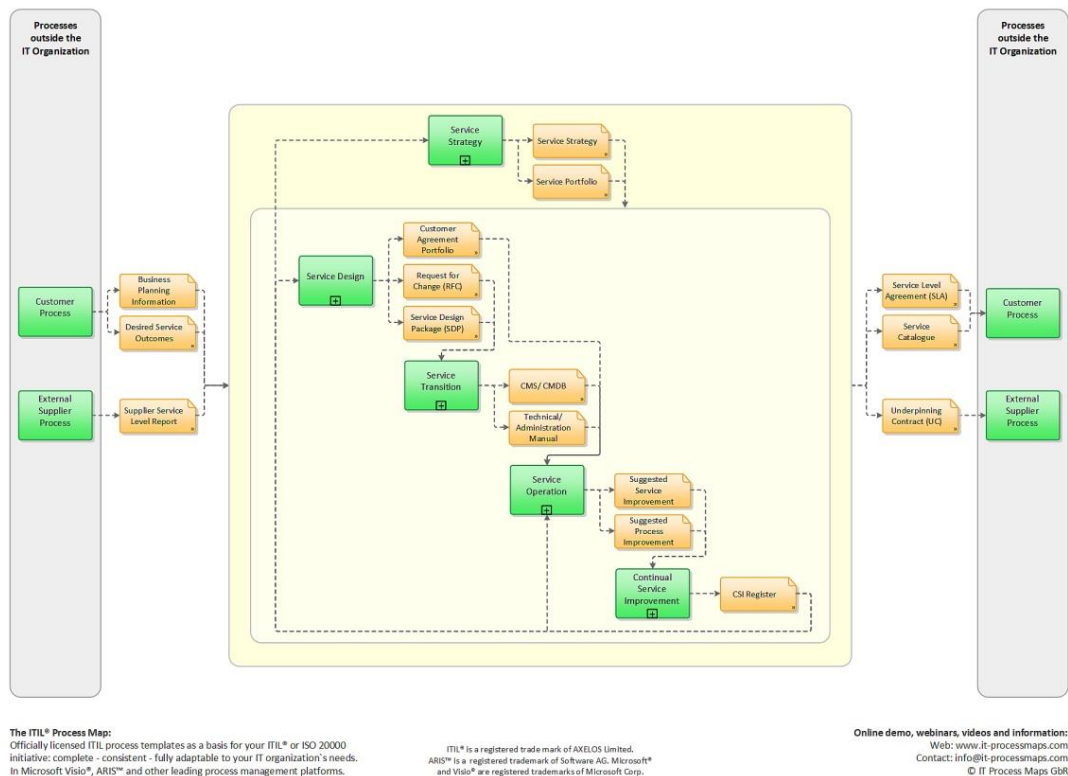 Processes
outside the
IT Organization
Processes
outside the
IT Organization
Service
Strategy
Service Strategy
Service Portfolio
Service Design
Customer
Agreement
Portfolio
Request for
Change (RFC)
Service Design
Package (SDP)
Customer
Process
Business
Planning
Information
Desired Service
Outcomes
Service Level
Agreement (SLA)
Service
Catalogue
Customer
Process
Service
Transition
CMS/ CMDB
Technical/
Administration
Manual
External
Supplier
Process
Supplier Service
Level Report
Underpinning
Contract (UC)
External
Supplier
Process
Service
Operation
Suggested
Service
Improvement
Suggested
Process
Improvement
Continual
Service
Improvement
CSI Register
The ITIL® Process Map:
Officially licensed ITIL process templates as a basis for your ITIL® or ISO 20000
initiative: complete - consistent - fully adaptable to your IT organization`s needs.
In Microsoft Visio®, ARIS™ and other leading process management platforms.
ITIL® is a registered trade mark of AXELOS Limited.
ARIS™ is a registered trademark of Software AG. Microsoft®
and Visio® are registered trademarks of Microsoft Corp.
Online demo, webinars, videos and information:
Web: www.it-processmaps.com
Contact: info@it-processmaps.com
© IT Process Maps GbR